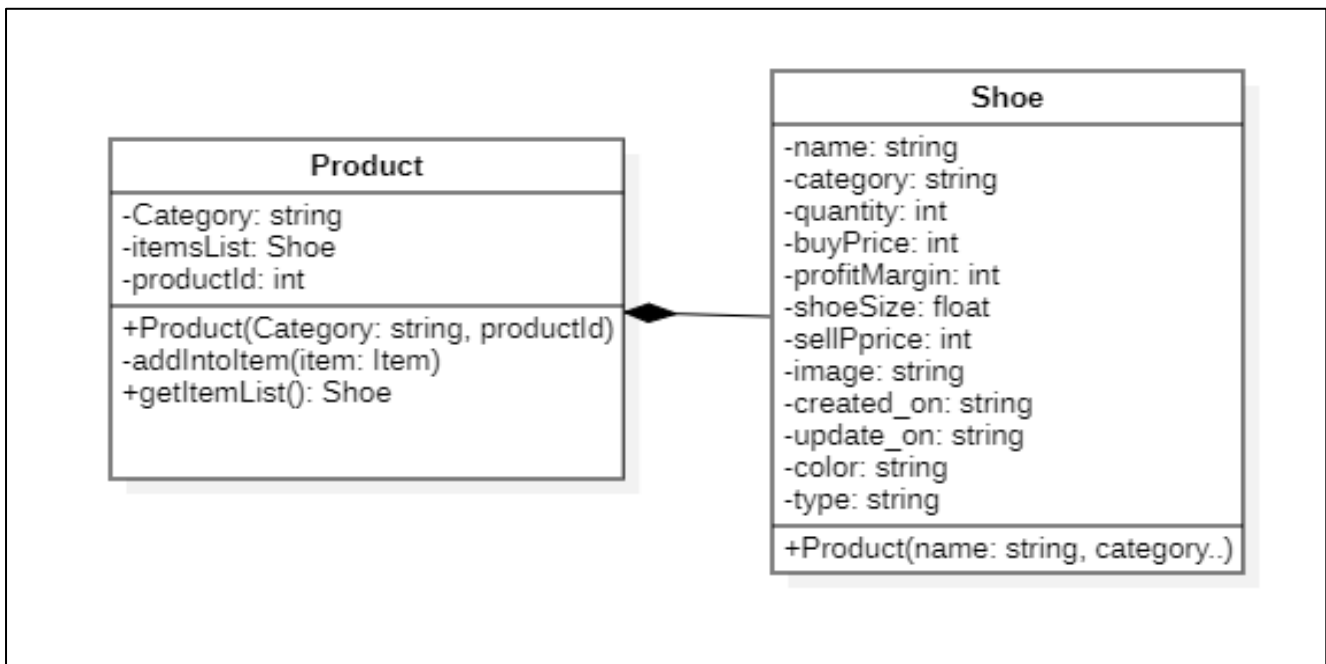 Product
-Category: string
-itemsList: Shoe
-productId: int
+Product(Category: string, productId)
-addIntoItem(item: Item)
+getItemList(): Shoe
Shoe
-name: string
-category: string
-quantity: int
-buyPrice: int
-profitMargin: int
-shoeSize: float
-sellPprice: int
-image: string
-created_on: string
-update_on: string
-color: string
-type: string
+Product(name: string, category..)